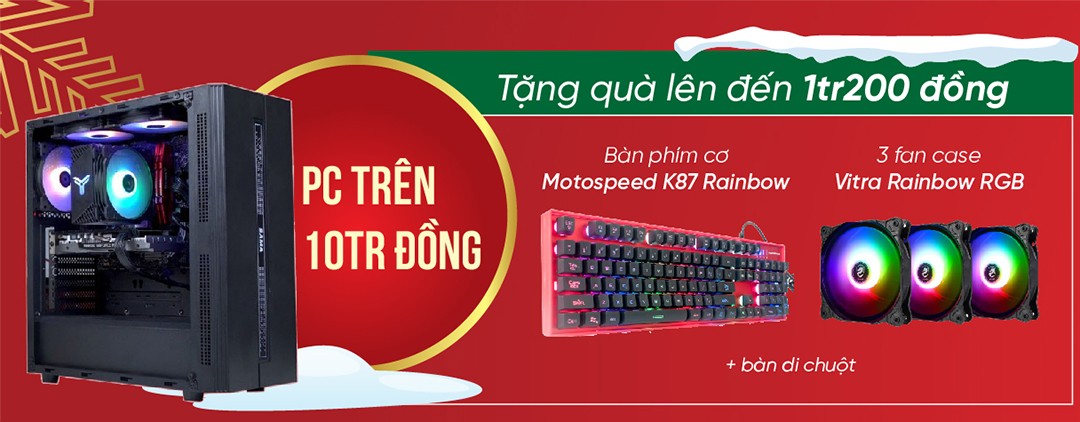 Tặng quà lên đến 1tr200 đồng
PC TRÊN
10TR ĐỒNG
Bàn phím cơ
Motospeed K87 Rainbow
3 fan case
Vitra Rainbow RGB
+ bàn di chuột
SAMA